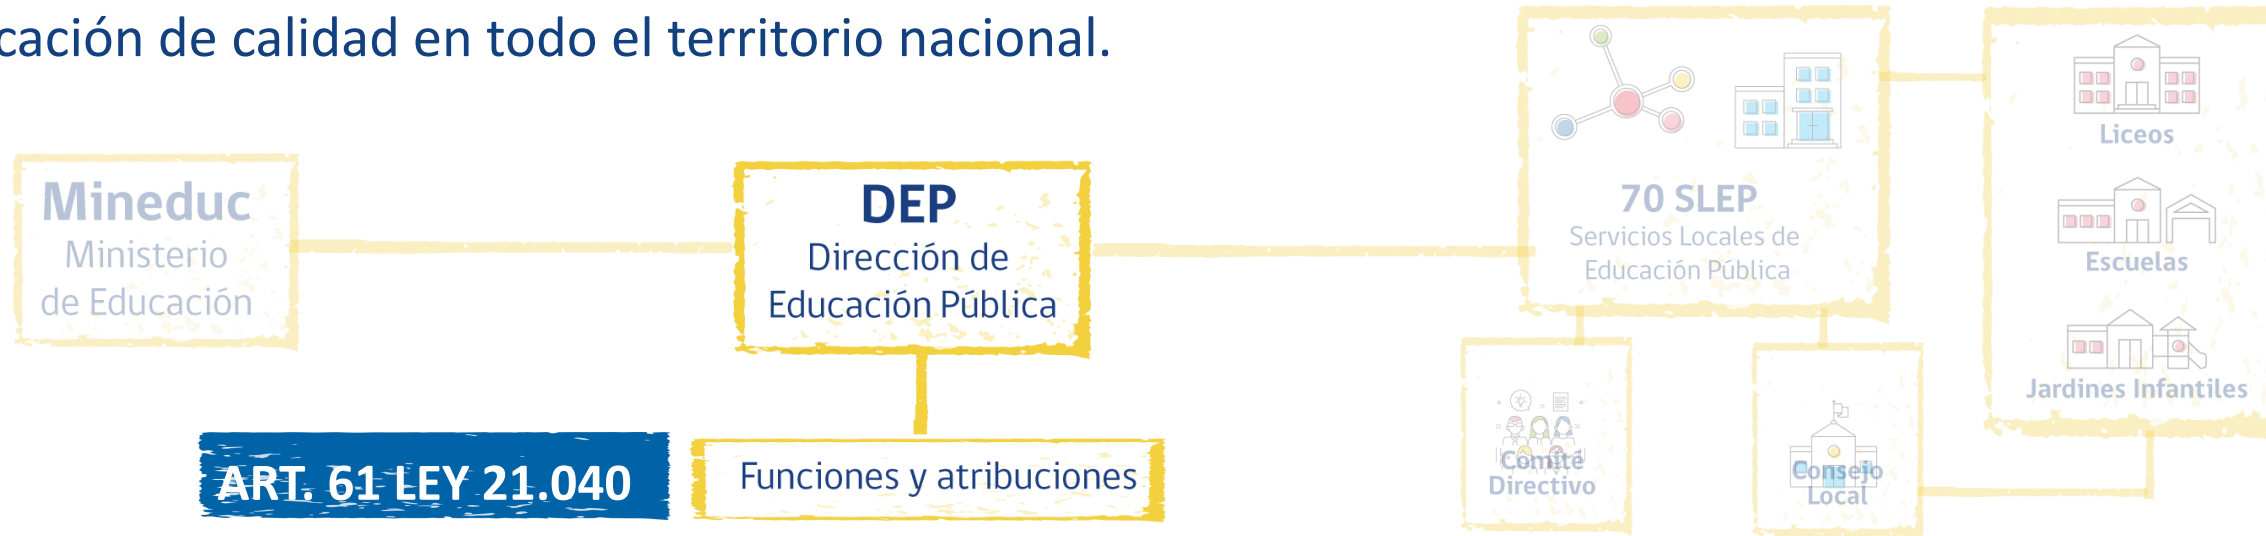 cación de calidad en todo el territorio nacional.
Mineduc
Ministerio
de Educación
DEP
Dirección de
Educación Pública
ART. 61 LEY 21.040
Funciones y atribuciones
70 SLEP
Servicios Locales de
Educación Pública
Comité
Directivo
Consejo
Local
Liceos
Escuelas
Jardines Infantiles